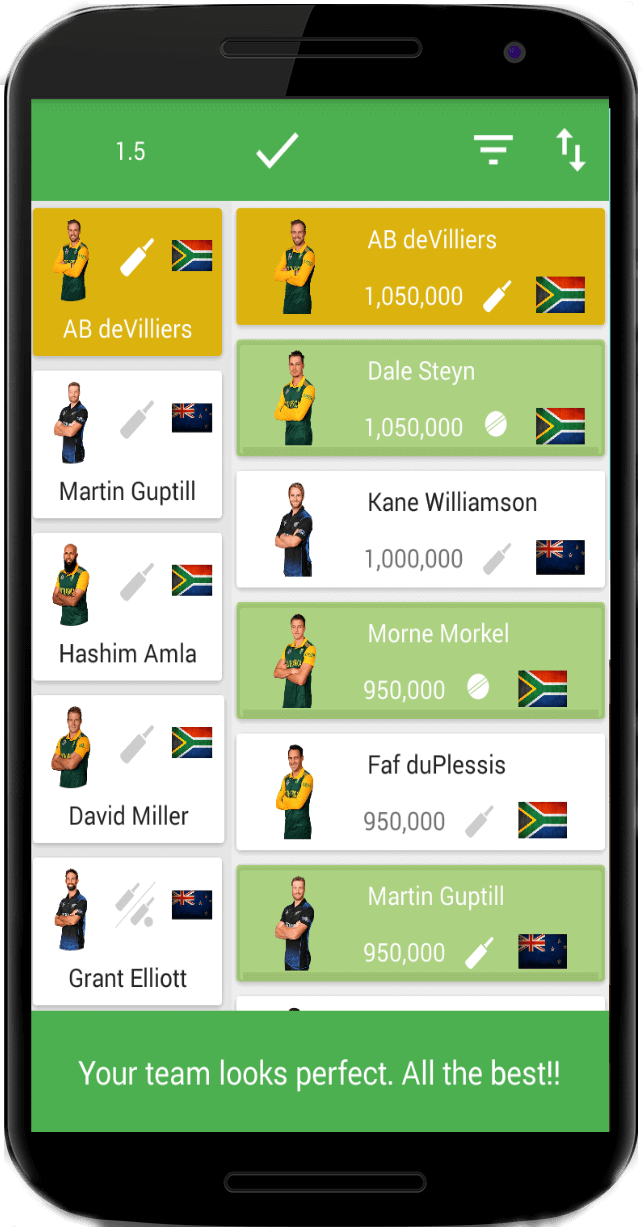 1.5
AB deVilliers
Martin Guptill
Hashim Amla
David Miller
Grant Elliott
AB deVilliers
1,050,000
Dale Steyn
1,050,000
Kane Williamson
1,000,000
Morne Morkel
950,000
Faf duPlessis
950,000
Martin Guptill
950,000
Your team looks perfect. All the best!!